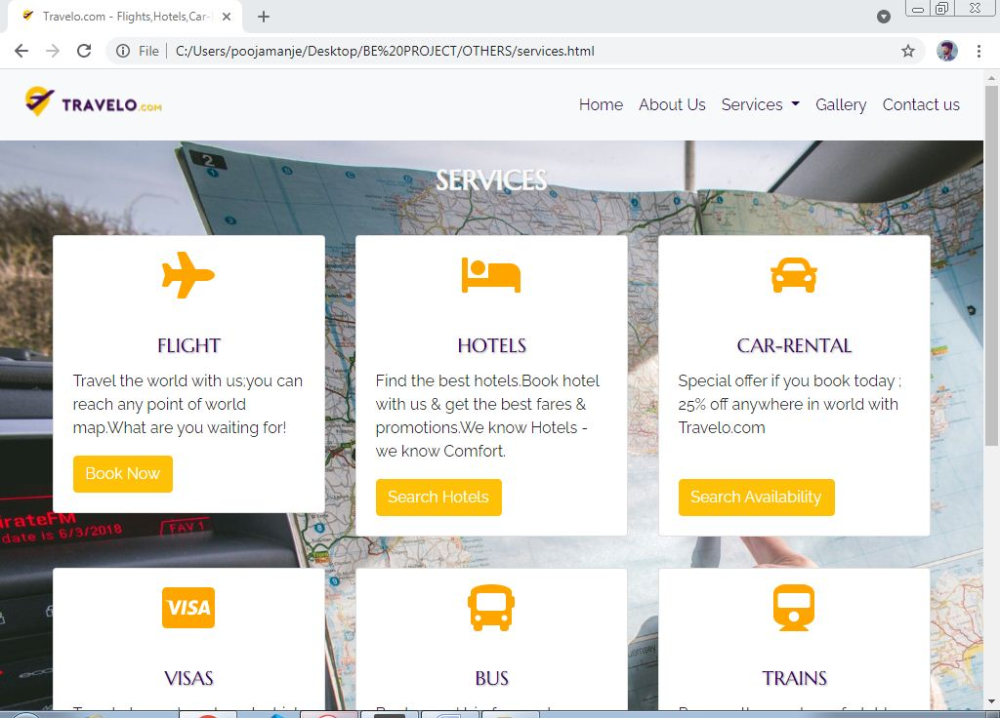 Travelo.com - Flights,Hotels,Car-
File
C:/Users/poojamanje/Desktop/BE%20PROJECT/OTHERS/services.html
TRAVELO.COM
Home
About Us
Services
Gallery
Contact us
2
SERVICES
FLIGHT
Travel the world with us;you can
reach any point of world
map.What are you waiting for!
Book Now
HOTELS
Find the best hotels.Book hotel
with us & get the best fares &
promotions.We know Hotels -
we know Comfort.
Search Hotels
CAR-RENTAL
Special offer if you book today ;
25% off anywhere in world with
Travelo.com
Search Availability
irateFM
date is 6/3/2018
FAV 1
VISA
VISAS
BUS
TRAINS